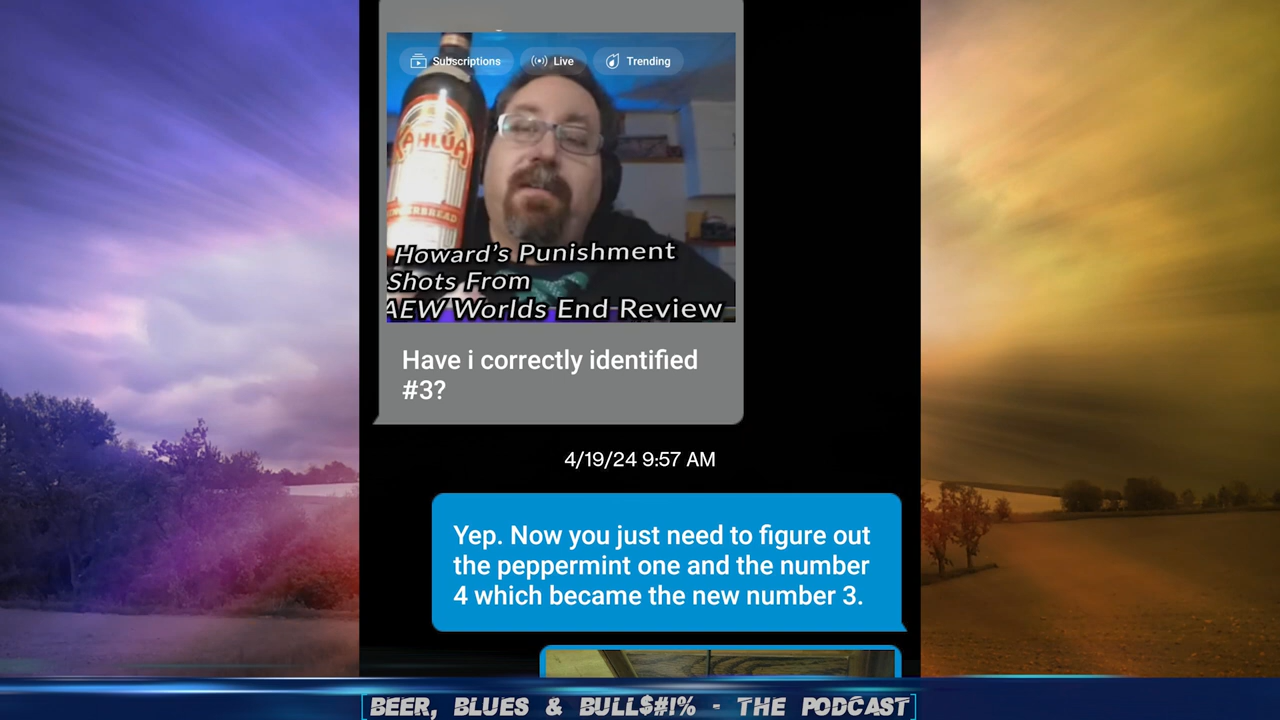 Subscriptions Live Trending
KAHLÚA
GERBREAD
Howard's Punishment
Shots From
AEW Worlds End Review
Have i correctly identified
#3?
4/19/24 9:57 AM
Yep. Now you just need to figure out
the peppermint one and the number
4 which became the new number 3.
BEER, BLUES & BULL$#!% - THE PODCAST